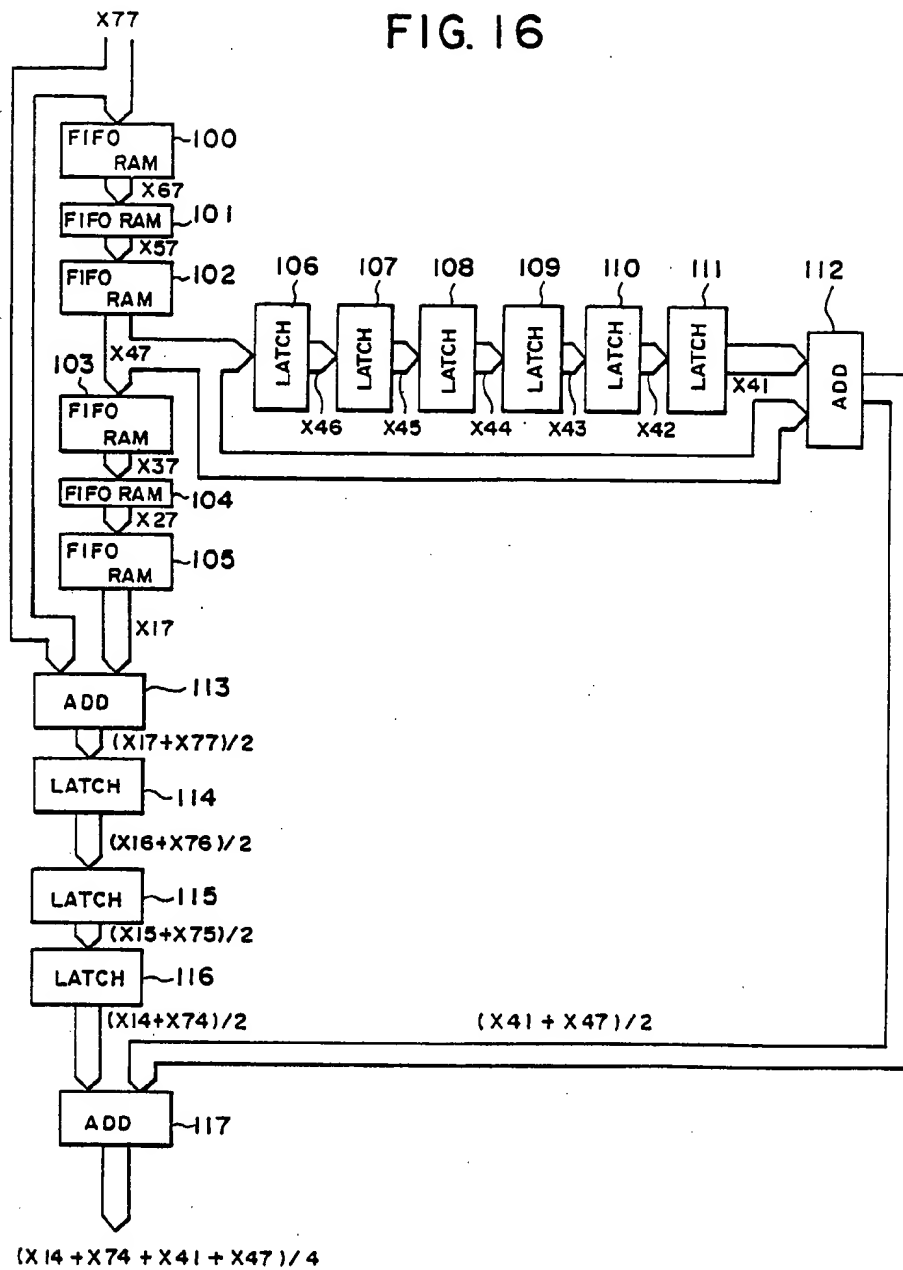 FIG. 16
X77
FIFO RAM
100
X67
FIFO RAM
101
X57
FIFO RAM
102
X47
103
FIFO RAM
X37
FIFO RAM
104
X27
FIFO RAM
105
X17
106
LATCH
X46
107
LATCH
X45
108
LATCH
X44
109
LATCH
X43
110
LATCH
X42
111
LATCH
X41
112
ADD
ADD
113
(X17+X77)/2
LATCH
114
(X16+X76)/2
LATCH
115
(X15+X75)/2
LATCH
116
(X14+X74)/2
(X41+X47)/2
ADD
117
(X14+X74+X41+X47)/4